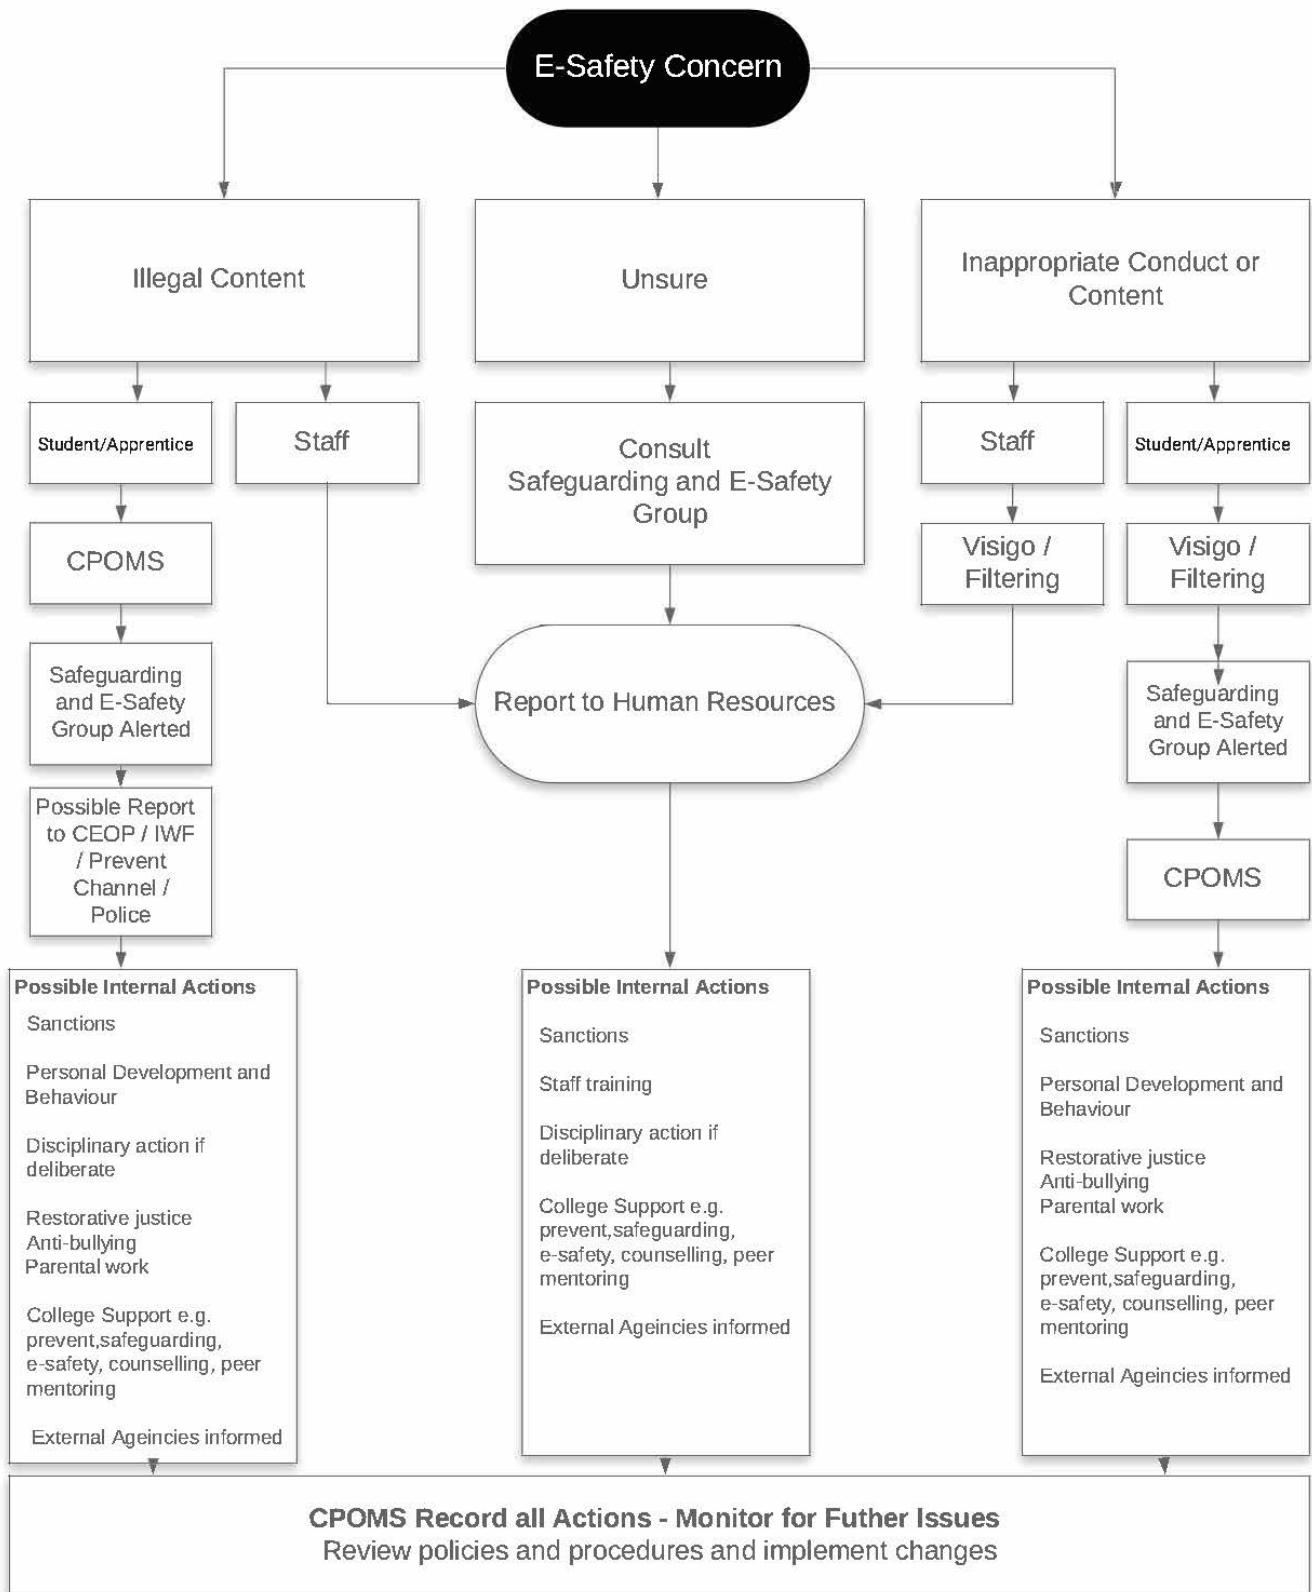 E-Safety Concern
Illegal Content
Unsure
Inappropriate Conduct or
Content
Student/Apprentice
Staff
Consult
Safeguarding and E-Safety
Group
Staff
Student/Apprentice
CPOMS
Visigo /
Filtering
Visigo /
Filtering
Safeguarding
and E-Safety
Group Alerted
Report to Human Resources
Safeguarding
and E-Safety
Group Alerted
Possible Report
to CEOP / IWF
/ Prevent
Channel /
Police
CPOMS
Possible Internal Actions
Sanctions
Personal Development and
Behaviour
Disciplinary action if
deliberate
Restorative justice
Anti-bullying
Parental work
College Support e.g.
prevent,safeguarding,
e-safety, counselling, peer
mentoring
External Ageincies informed
Possible Internal Actions
Sanctions
Staff training
Disciplinary action if
deliberate
College Support e.g.
prevent,safeguarding,
e-safety, counselling, peer
mentoring
External Ageincies informed
Possible Internal Actions
Sanctions
Personal Development and
Behaviour
Restorative justice
Anti-bullying
Parental work
College Support e.g.
prevent,safeguarding,
e-safety, counselling, peer
mentoring
External Ageincies informed
CPOMS Record all Actions - Monitor for Futher Issues
Review policies and procedures and implement changes